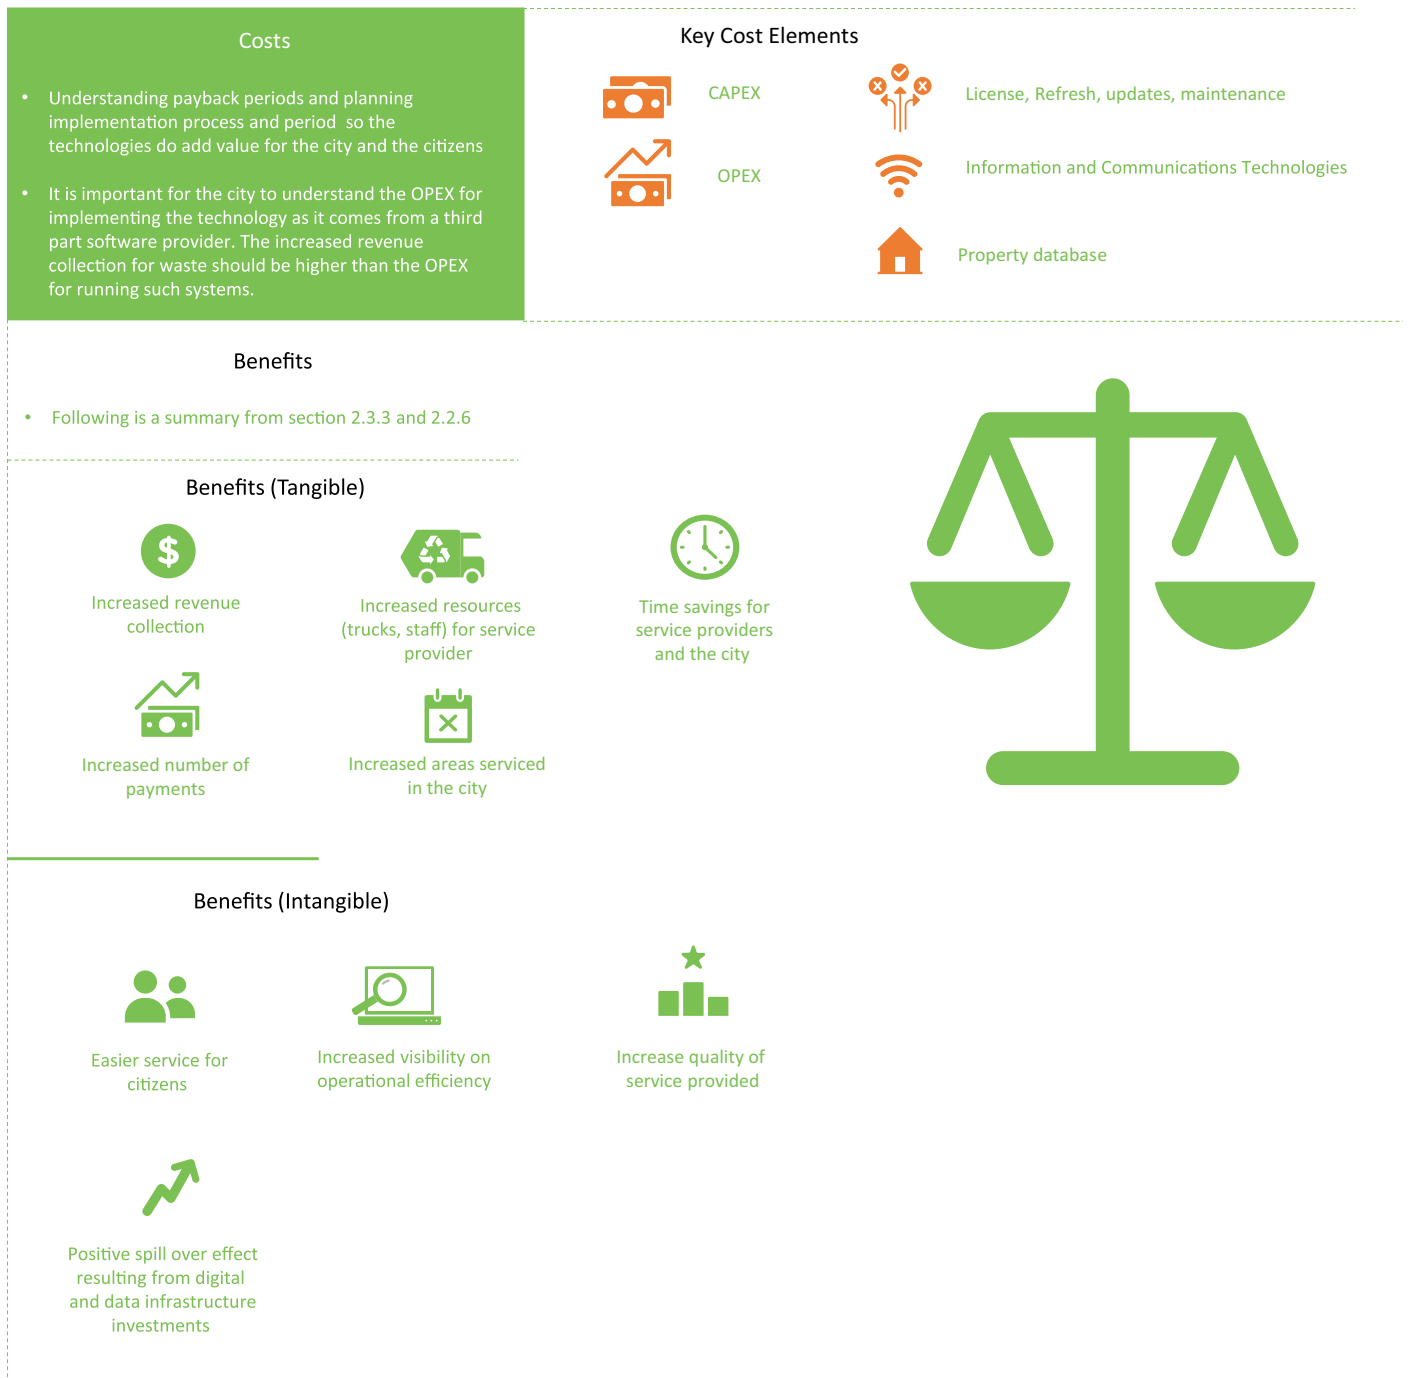 Costs
• Understanding payback periods and planning
implementation process and period so the
technologies do add value for the city and the citizens
• It is important for the city to understand the OPEX for
implementing the technology as it comes from a third
part software provider. The increased revenue
collection for waste should be higher than the OPEX
for running such systems.
Key Cost Elements
CAPEX
License, Refresh, updates, maintenance
OPEX
Information and Communications Technologies
Property database
Benefits
• Following is a summary from section 2.3.3 and 2.2.6
Benefits (Tangible)
$
Increased revenue
collection
Increased resources
(trucks, staff) for service
provider
Time savings for
service providers
and the city
Increased number of
payments
Increased areas serviced
in the city
Benefits (Intangible)
Easier service for
citizens
Increased visibility on
operational efficiency
Increase quality of
service provided
Positive spill over effect
resulting from digital
and data infrastructure
investments